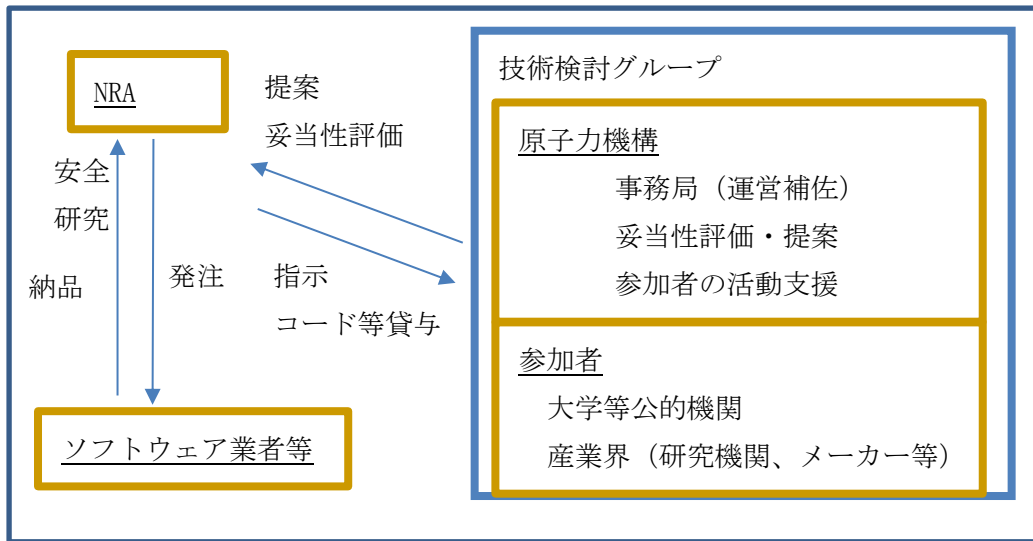 NRA
提案
妥当性評価
安全
研究
納品
発注
指示
コード等貸与
ソフトウェア業者等
技術検討グループ
原子力機構
事務局（運営補佐）
妥当性評価・提案
参加者の活動支援
参加者
大学等公的機関
産業界（研究機関、メーカー等）